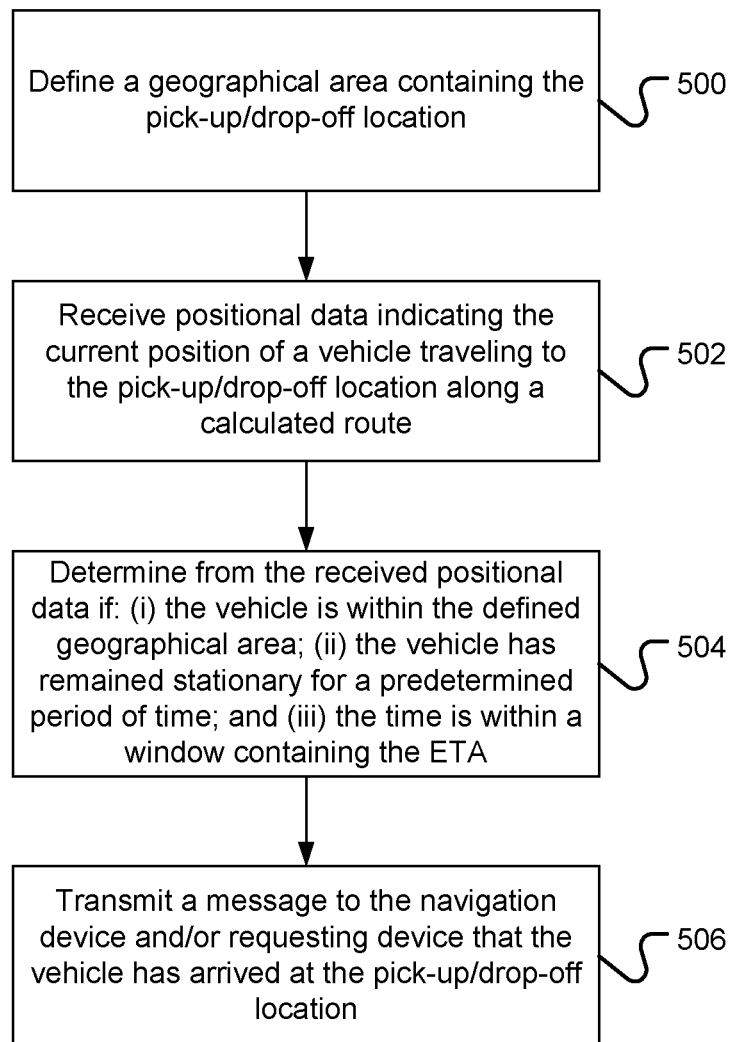 Define a geographical area containing the
pick-up/drop-off location
500
Receive positional data indicating the
current position of a vehicle traveling to
the pick-up/drop-off location along a
calculated route
502
Determine from the received positional
data if: (i) the vehicle is within the defined
geographical area; (ii) the vehicle has
remained stationary for a predetermined
period of time; and (iii) the time is within a
window containing the ETA
504
Transmit a message to the navigation
device and/or requesting device that the
vehicle has arrived at the pick-up/drop-off
location
506